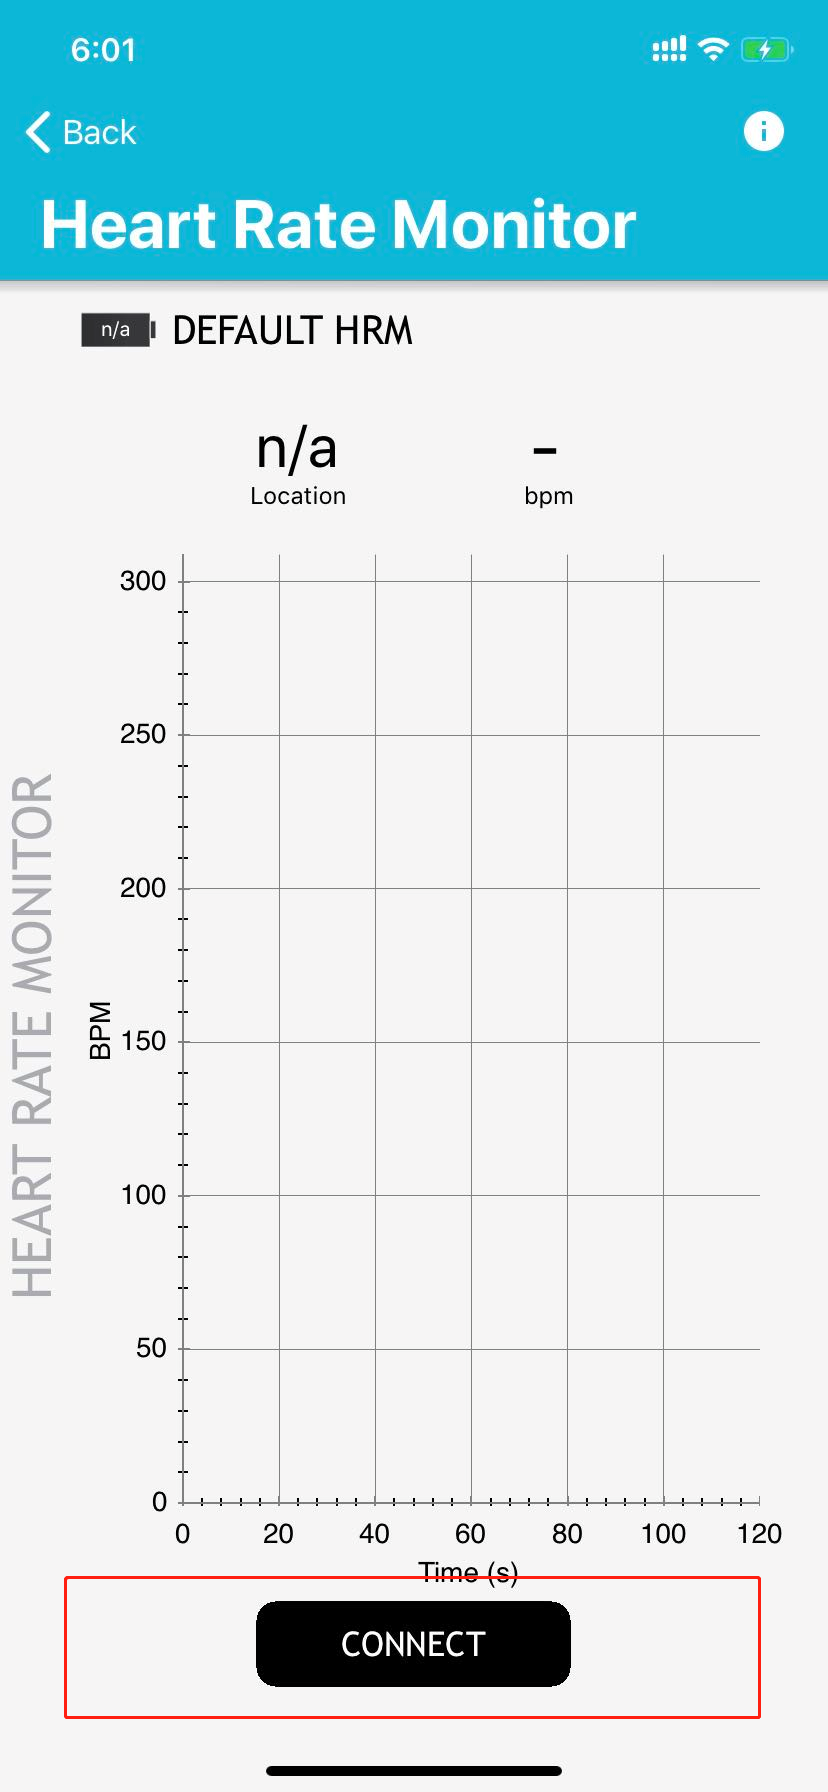 6:01
Back
Heart Rate Monitor
n/a DEFAULT HRM
n/a -
Location bpm
300
250
200
150
100
50
0
BPM
HEART RATE MONITOR
0 20 40 60 80 100 120
Time (s)
CONNECT